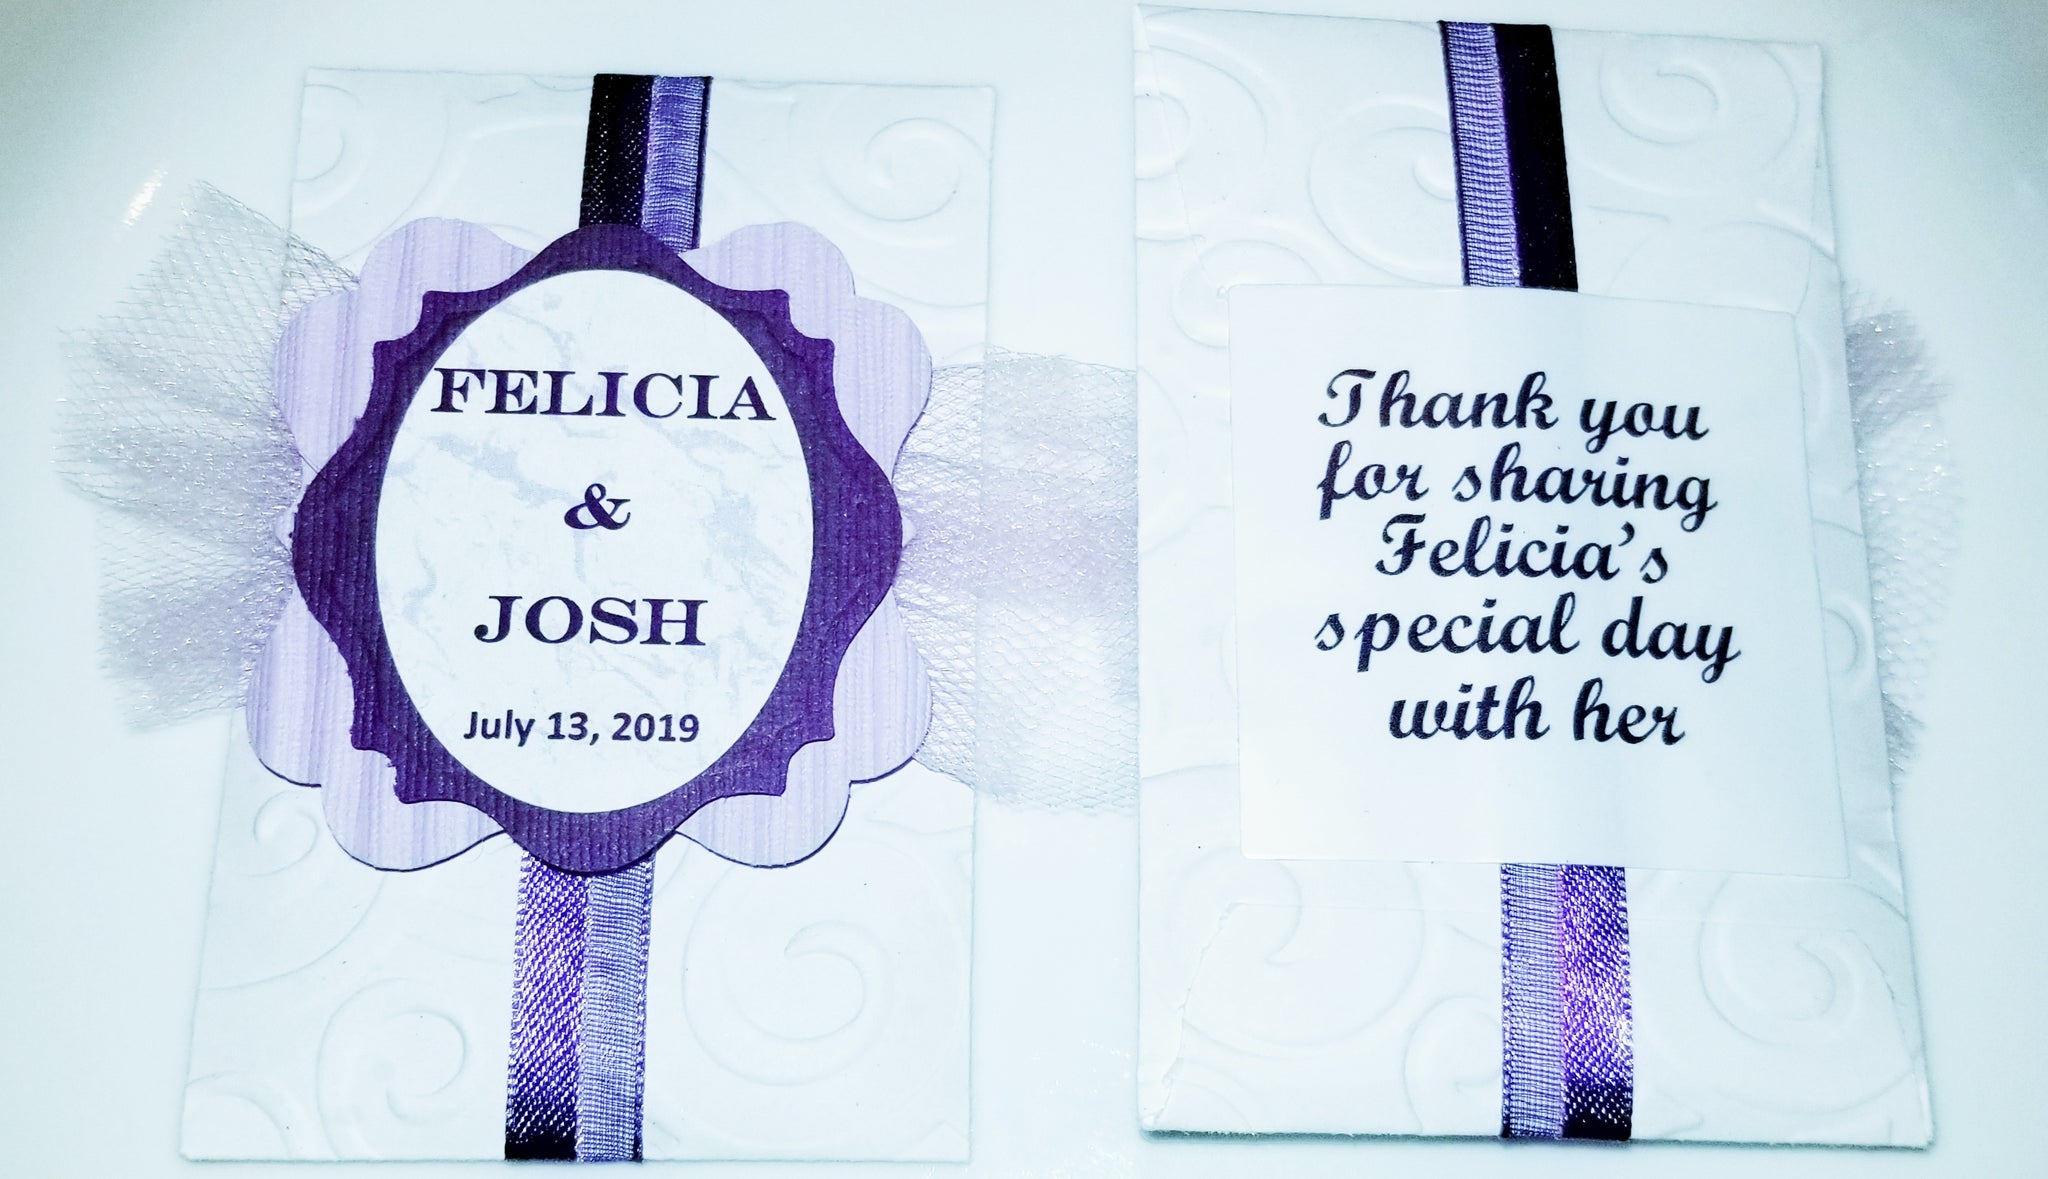 FELICIA
&
JOSH
July 13, 2019
Thank you
for sharing
Felicia's
special day
with her